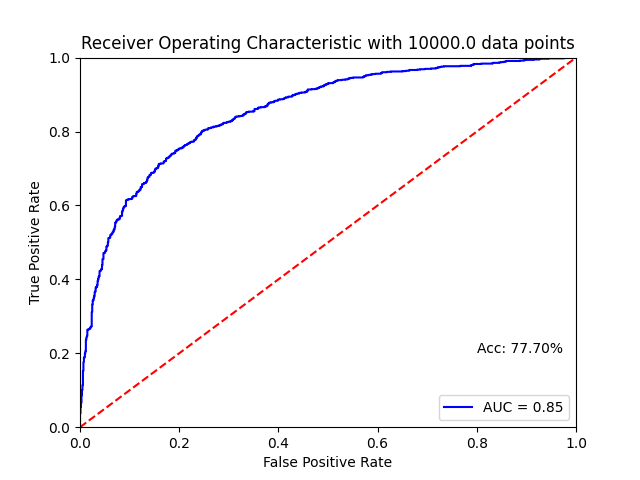 Receiver Operating Characteristic with 10000.0 data points
1.0
0.8
0.6
0.4
0.2
0.0
True Positive Rate
Acc: 77.70%
AUC = 0.85
0.0 0.2 0.4 0.6 0.8 1.0
False Positive Rate